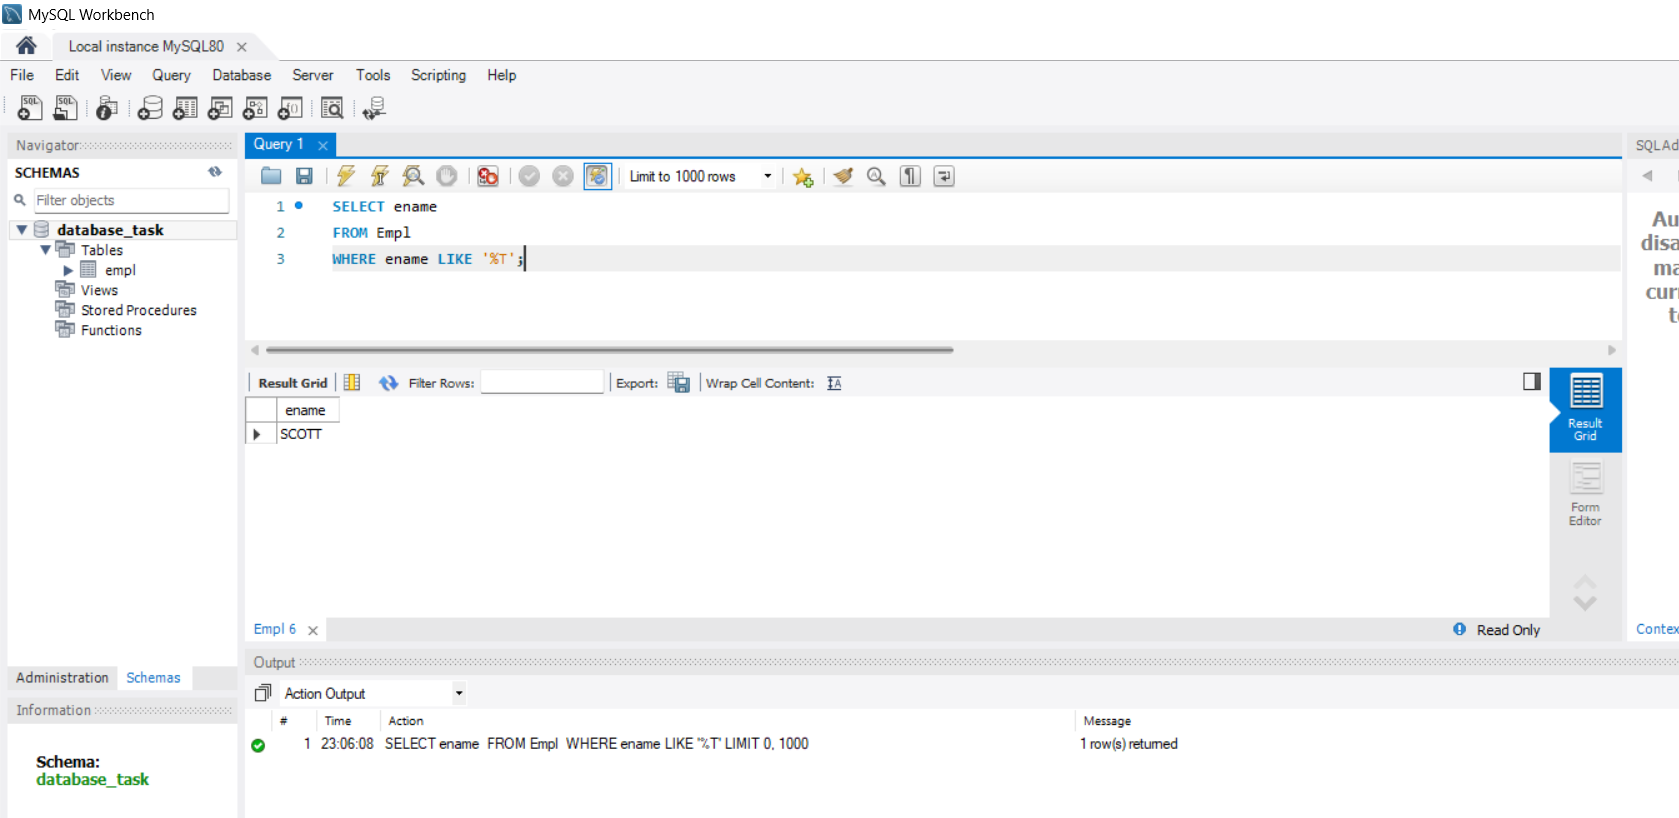 MySQL Workbench
Local instance MySQL80
File Edit View Query Database Server Tools Scripting Help
Navigator
SCHEMAS
Filter objects
database_task
Tables
empl
Views
Stored Procedures
Functions
Administration Schemas
Information
Schema:
database_task
Query 1
Limit to 1000 rows
1 SELECT ename
2 FROM Empl
3 WHERE ename LIKE '%T';
Result Grid Filter Rows: Export: Wrap Cell Content:
ename
SCOTT
Result
Grid
Form
Editor
Empl 6
Read Only
Output
Action Output
# Time Action Message
1 23:06:08 SELECT ename FROM Empl WHERE ename LIKE '%T' LIMIT 0, 1000 1 row(s) returned
SQLAd
Au
disa
ma
curr
t
Contex